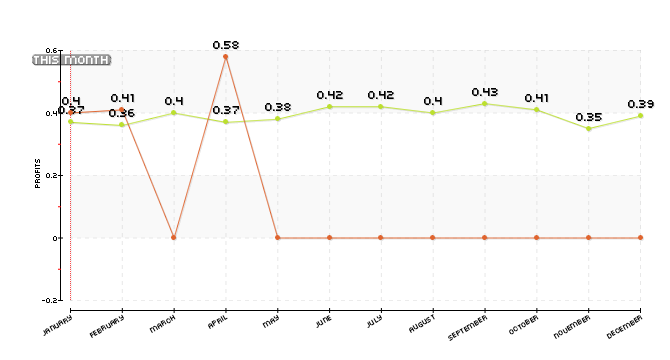 0.6
THIS MONTH
0.58
0.4 0.41 0.4 0.37 0.38 0.42 0.42 0.4 0.43 0.41 0.35 0.39
0.37 0.36
0.4
PROFITS
0.2
0
-0.2
JANUARY FEBRUARY MARCH APRIL MAY JUNE JULY AUGUST SEPTEMBER OCTOBER NOVEMBER DECEMBER